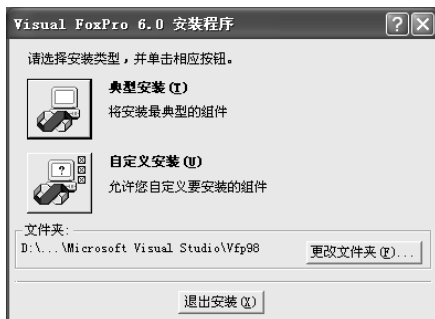 Visual FoxPro 6.0 安装程序
请选择安装类型，并单击相应按钮。
典型安装(T)
将安装最典型的组件
自定义安装(U)
允许您自定义要安装的组件
文件夹:
D:\...\Microsoft Visual Studio\Vfp98
更改文件夹(F)...
退出安装(X)